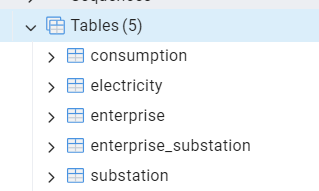 Tables (5)
consumption
electricity
enterprise
enterprise_substation
substation